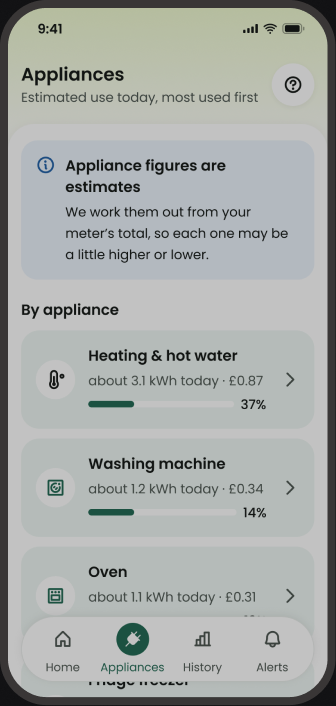 9:41
Appliances
Estimated use today, most used first
Appliance figures are
estimates
We work them out from your
meter's total, so each one may be
a little higher or lower.
By appliance
Heating & hot water
about 3.1 kWh today · £0.87
37%
Washing machine
about 1.2 kWh today · £0.34
14%
Oven
about 1.1 kWh today · £0.31
Home
Appliances
History
Alerts
Fridge freezer